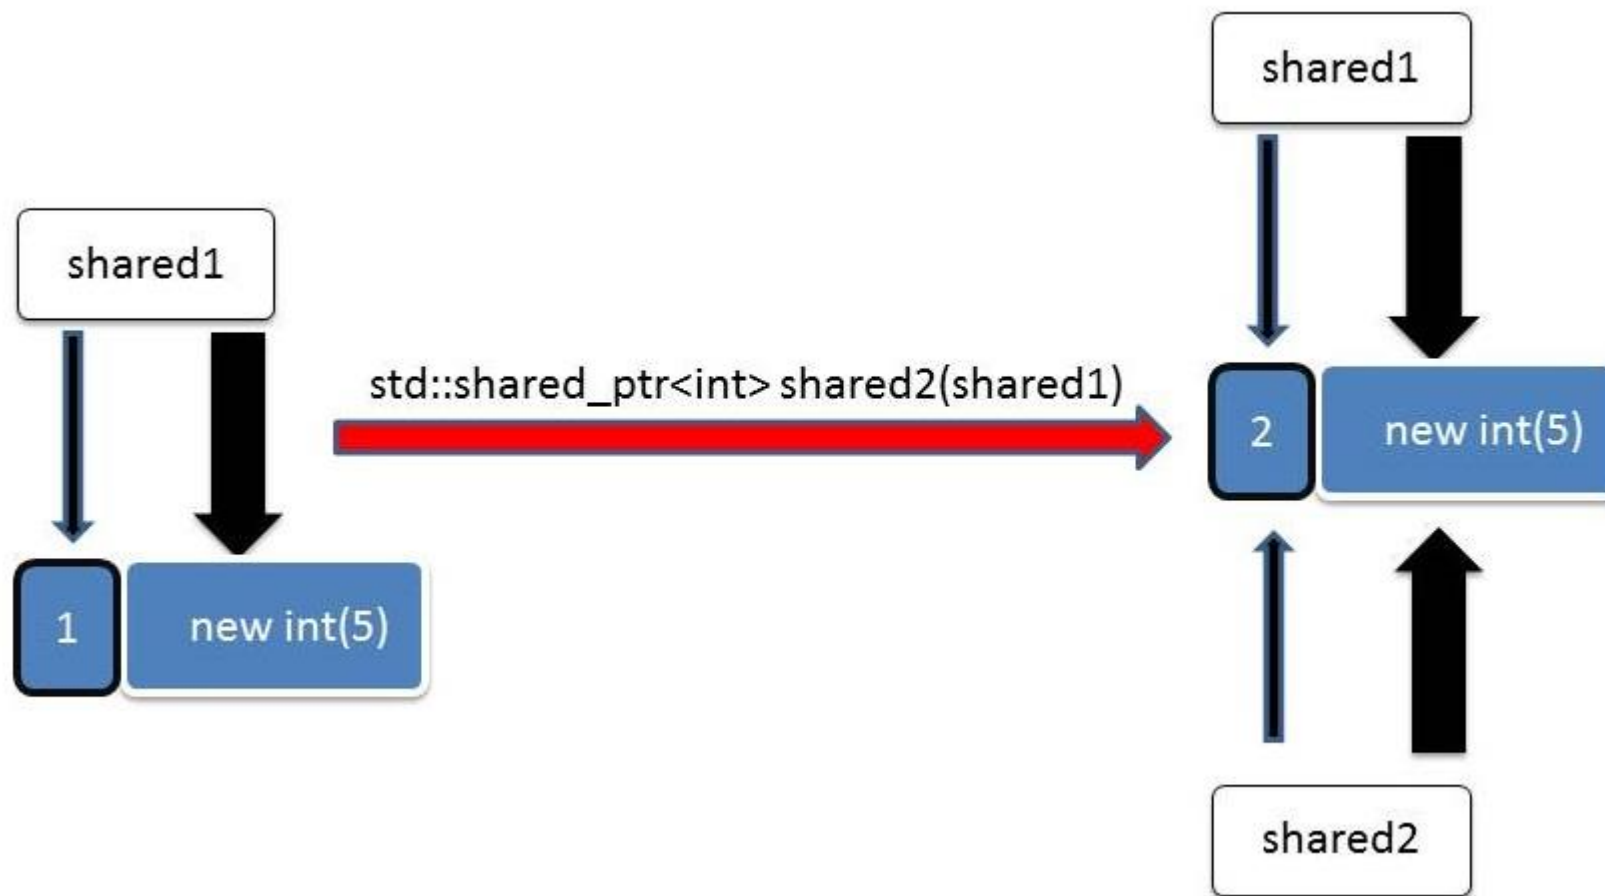 shared1
1
new int(5)
std::shared_ptr<int> shared2(shared1)
shared1
2
new int(5)
shared2